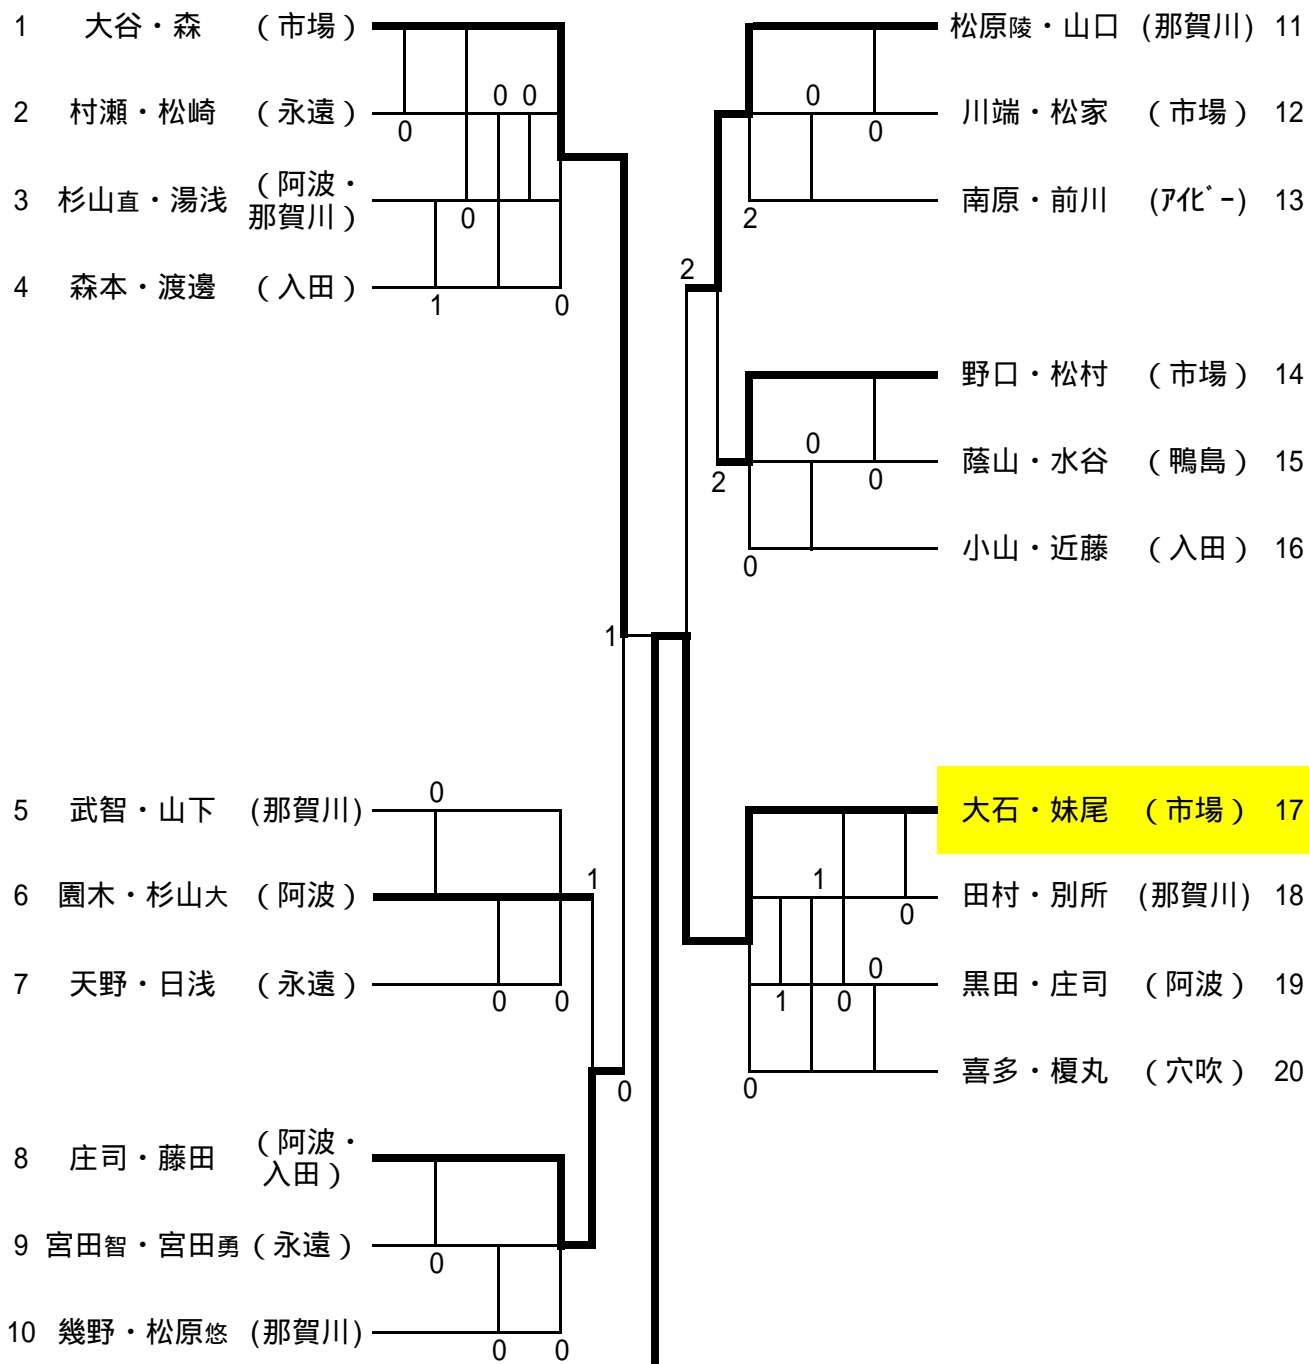 1 大谷・森 （市場）
0 0
2 村瀬・松崎 （永遠）
0
3 杉山直・湯浅 （阿波・
那賀川）
0
4 森本・渡邊 （入田）
1 0
1
0
5 武智・山下 (那賀川)
1
6 園木・杉山大 （阿波）
7 天野・日浅 （永遠）
0 0
0
8 庄司・藤田 （阿波・
入田）
9 宮田智・宮田勇（永遠）
0
10 幾野・松原悠 (那賀川)
0 0
松原陵・山口 (那賀川) 11
0
川端・松家 （市場） 12
0
南原・前川 (ｱｲﾋﾞｰ) 13
2
2
野口・松村 （市場） 14
0
蔭山・水谷 （鴨島） 15
2 0
小山・近藤 （入田） 16
0
大石・妹尾 （市場） 17
1
田村・別所 (那賀川) 18
0
0
黒田・庄司 （阿波） 19
1 0
喜多・榎丸 （穴吹） 20
0